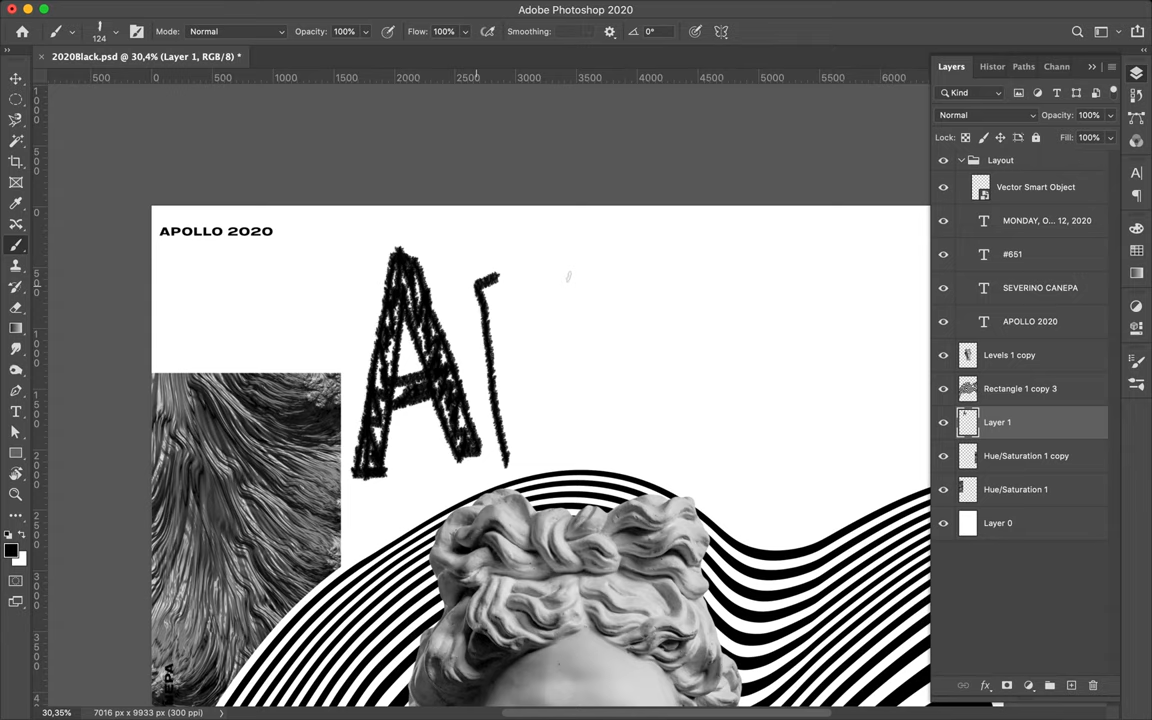 Adobe Photoshop 2020
124
Mode: Normal
Opacity: 100%
Flow: 100%
Smoothing:
0°
2020Black.psd @ 30,4% (Layer 1, RGB/8) *
500 0 500 1000 1500 2000 2500 3000 3500 4000 4500 5000 5500 6000
Layers Histor Paths Chann
Kind
Normal Opacity: 100%
Lock: Fill: 100%
Layout
Vector Smart Object
MONDAY, O... 12, 2020
#651
SEVERINO CANEPA
APOLLO 2020
Levels 1 copy
Rectangle 1 copy 3
Layer 1
Hue/Saturation 1 copy
Hue/Saturation 1
Layer 0
APOLLO 2020
A
30,35% 7016 px x 9933 px (300 ppi)